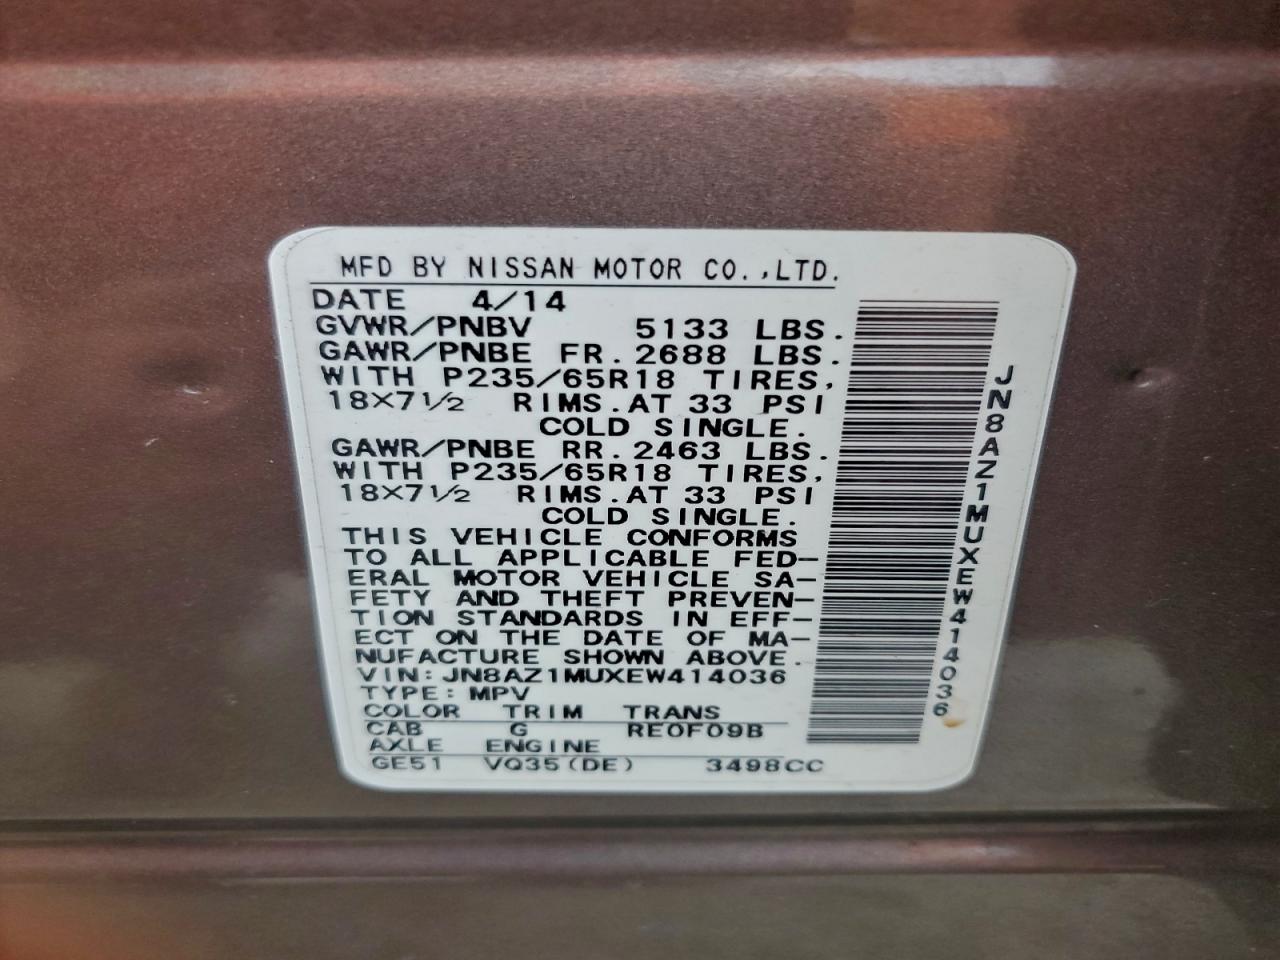 MFD BY NISSAN MOTOR CO.,LTD.
DATE 4/14
GVWR/PNBV 5133 LBS.
GAWR/PNBE FR. 2688 LBS.
WITH P235/65R18 TIRES,
18X7 1/2 RIMS. AT 33 PSI
COLD SINGLE.
GAWR/PNBE RR. 2463 LBS.
WITH P235/65R18 TIRES,
18X7 1/2 RIMS. AT 33 PSI
COLD SINGLE.
THIS VEHICLE CONFORMS
TO ALL APPLICABLE FED-
ERAL MOTOR VEHICLE SA-
FETY AND THEFT PREVEN-
TION STANDARDS IN EFF-
ECT ON THE DATE OF MA-
NUFACTURE SHOWN ABOVE.
VIN: JN8AZ1MUXEW414036
TYPE: MPV
COLOR TRIM TRANS
CAB G RE0F09B
AXLE ENGINE
GE51 VQ35(DE) 3498CC
JN8AZ1MUXEW414036